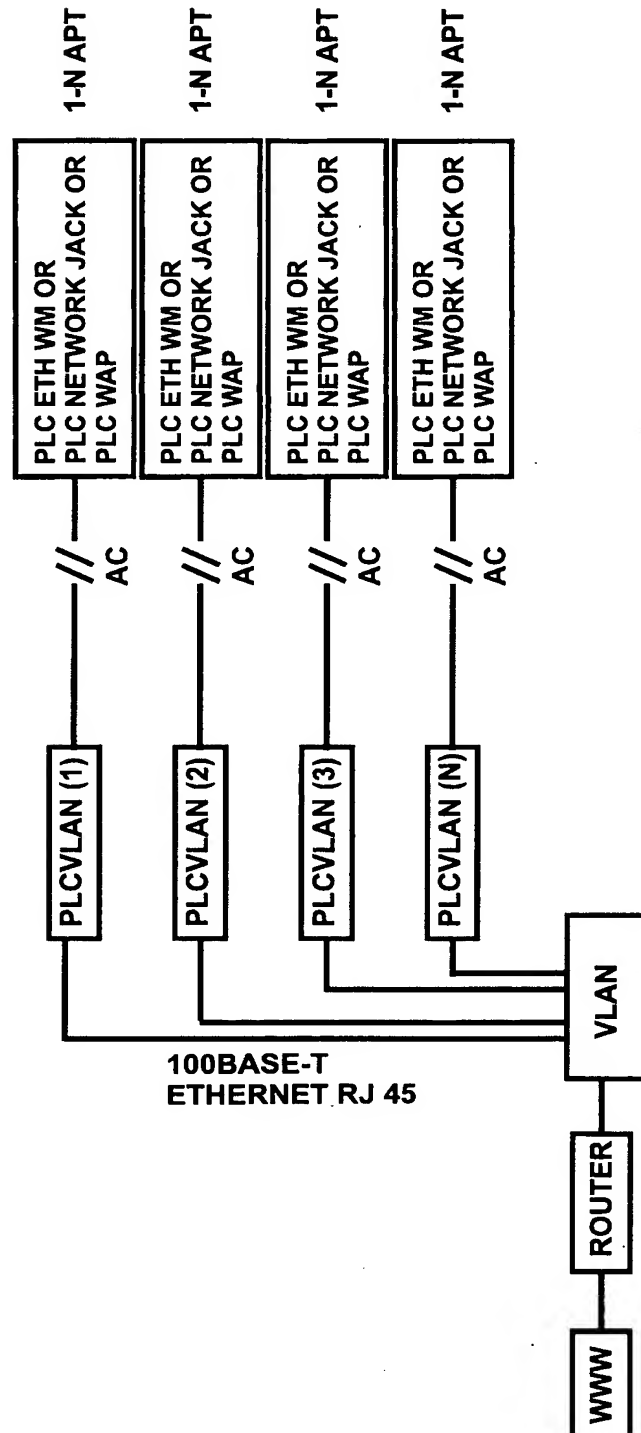 PLC ETH WM OR
PLC NETWORK JACK OR
PLC WAP
1-N APT
PLC ETH WM OR
PLC NETWORK JACK OR
PLC WAP
1-N APT
PLC ETH WM OR
PLC NETWORK JACK OR
PLC WAP
1-N APT
PLC ETH WM OR
PLC NETWORK JACK OR
PLC WAP
1-N APT
AC
AC
AC
AC
PLCVLAN (1)
PLCVLAN (2)
PLCVLAN (3)
PLCVLAN (N)
100BASE-T
ETHERNET RJ 45
VLAN
ROUTER
WWW